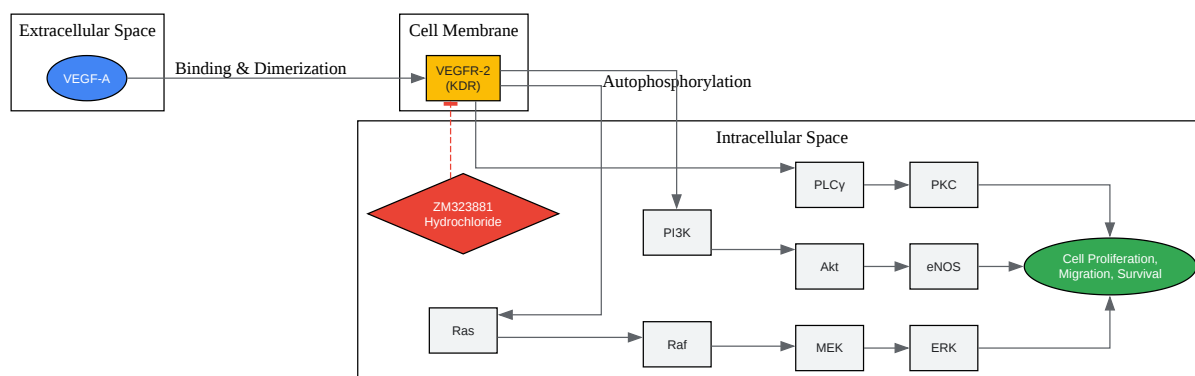 Extracellular Space
VEGF-A
Binding & Dimerization
Cell Membrane
VEGFR-2
(KDR)
Autophosphorylation
Intracellular Space
ZM323881
Hydrochloride
PLCγ
PKC
PI3K
Akt
eNOS
Cell Proliferation,
Migration, Survival
Ras
Raf
MEK
ERK